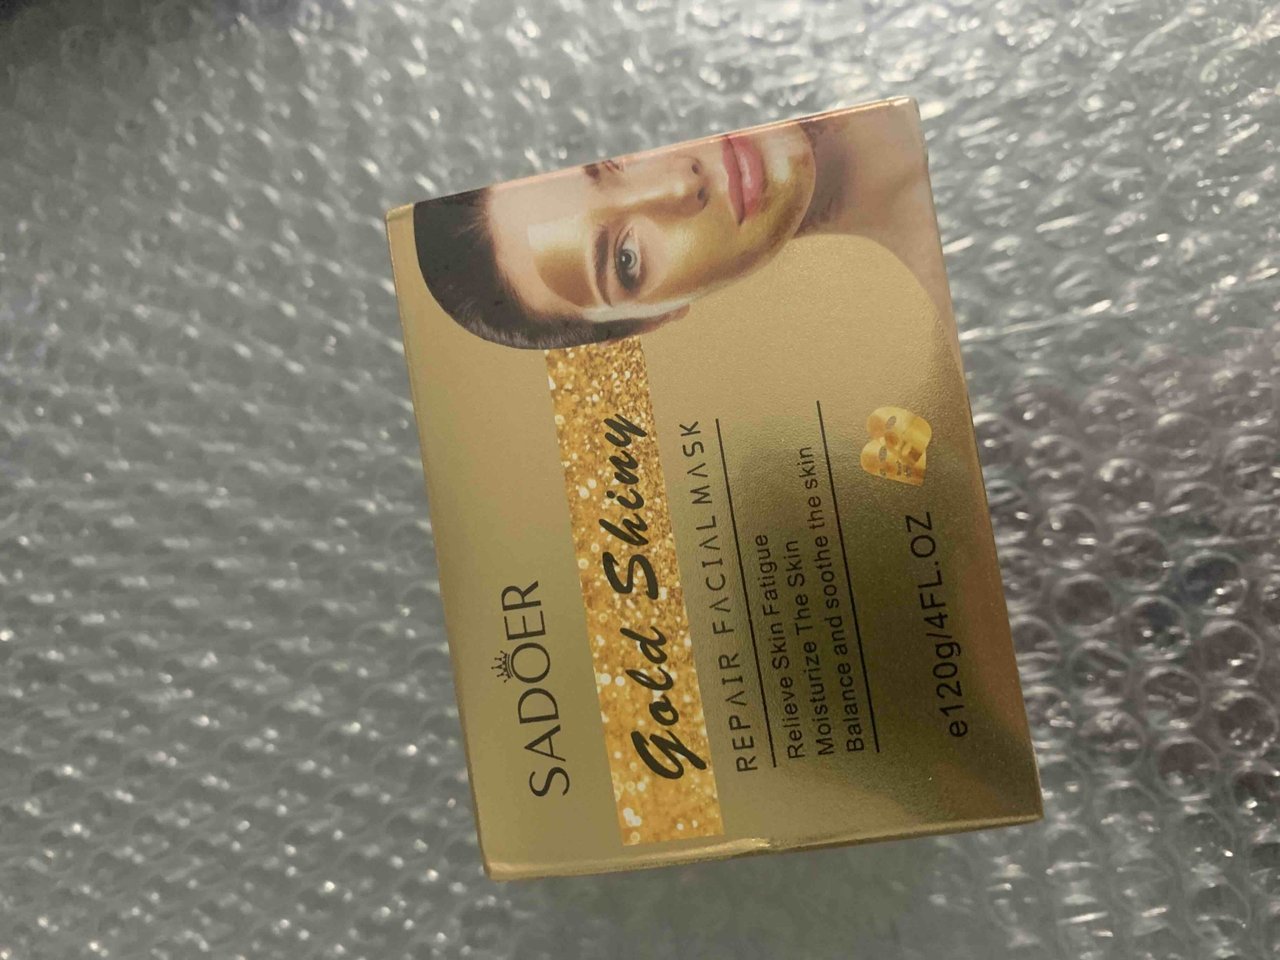 SADOER
Gold Shiny
REPAIR FACIAL MASK
Relieve Skin Fatigue
Moisturize The Skin
Balance and soothe the skin
e120g/4FL.OZ